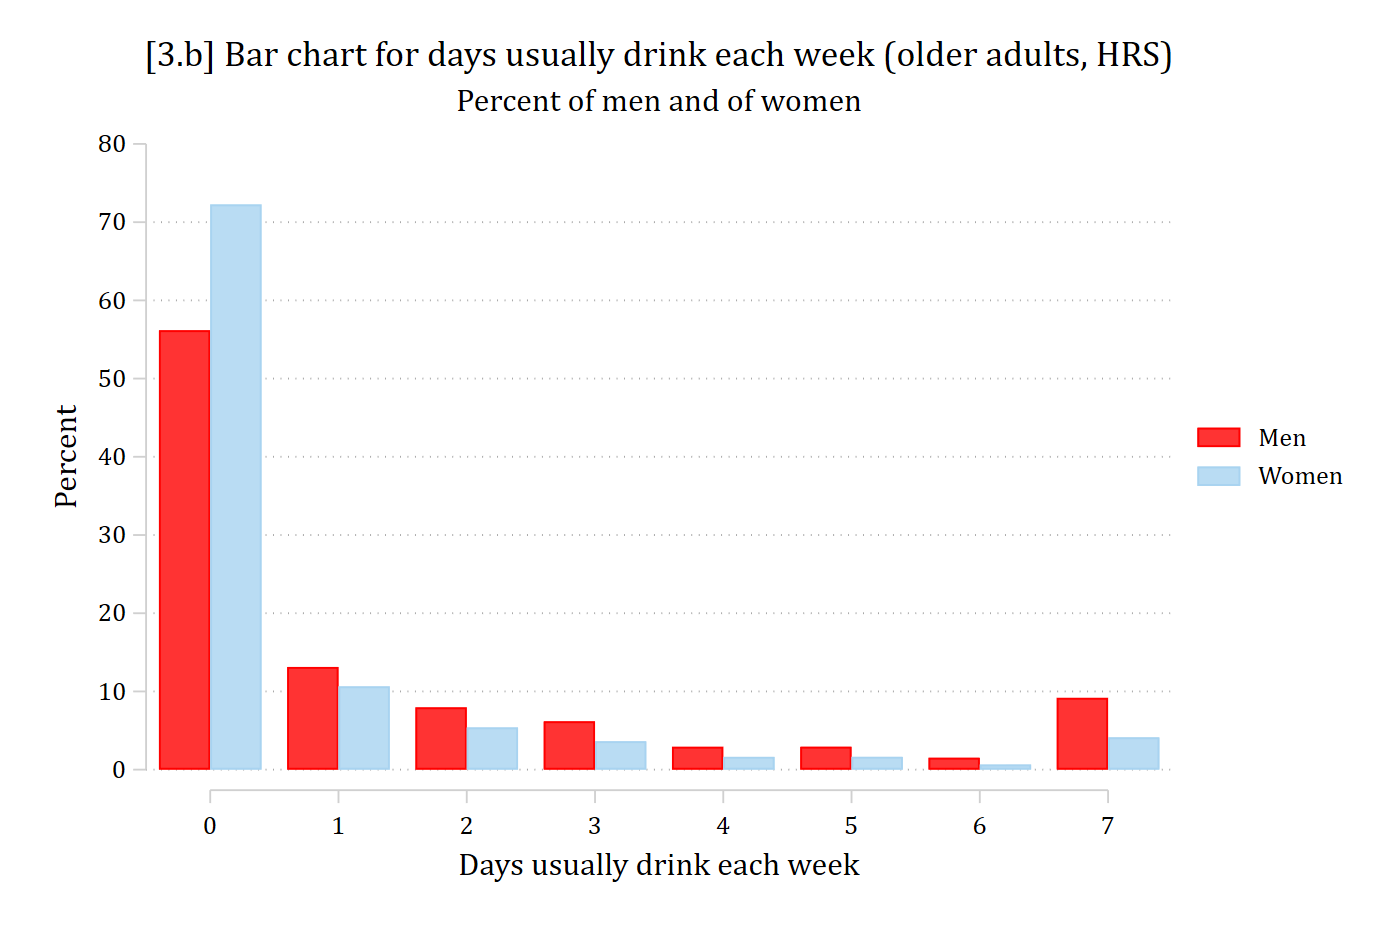 [3.b] Bar chart for days usually drink each week (older adults, HRS)
Percent of men and of women
80
70
60
50
40
30
20
10
0
Percent
0 1 2 3 4 5 6 7
Days usually drink each week
Men
Women